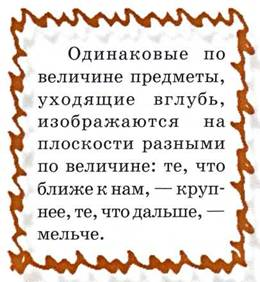 Одинаковые по
величине предметы,
уходящие вглубь,
изображаются на
плоскости разными
по величине: те, что
ближе к нам, — круп-
нее, те, что дальше, —
мельче.